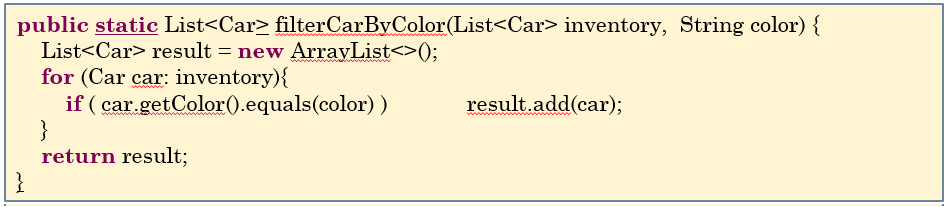 public static List<Car> filterCarByColor(List<Car> inventory, String color) {
List<Car> result = new ArrayList<>();
for (Car car: inventory){
if ( car.getColor().equals(color) ) result.add(car);
}
return result;
}